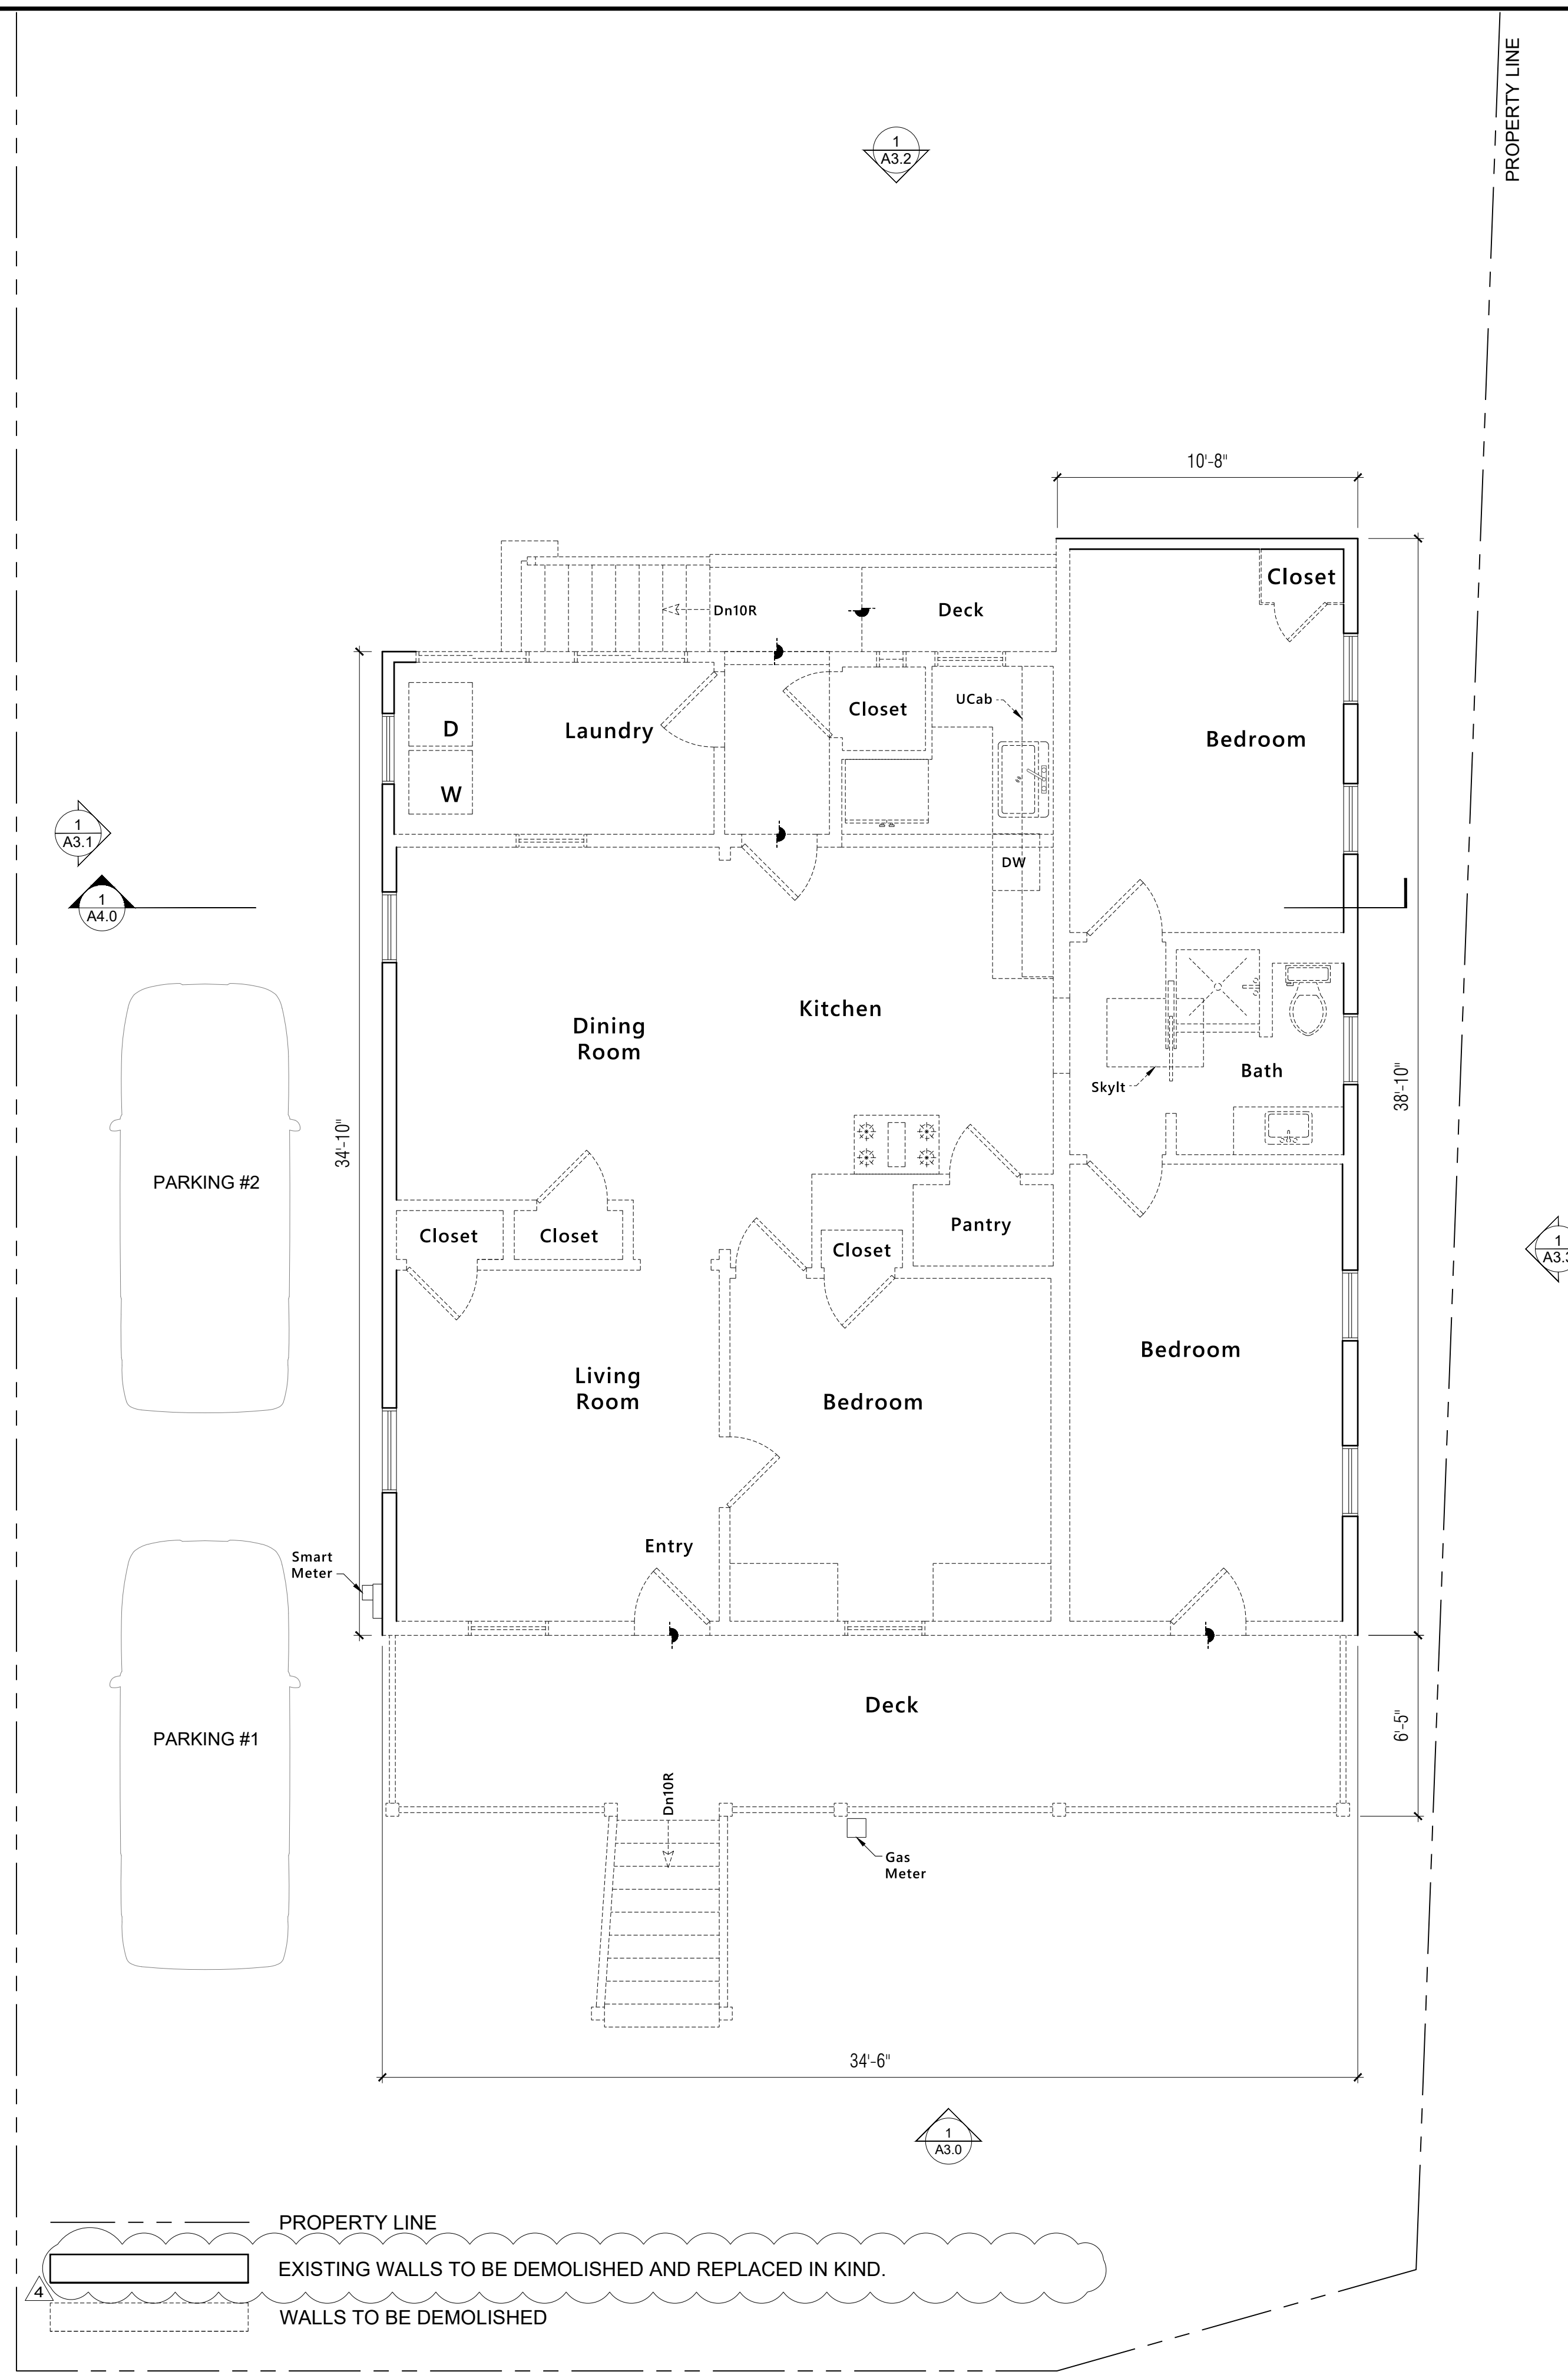 PROPERTY LINE
1
A3.2
10'-8"
Closet
Dn10R
Deck
UCab
Closet
D
Laundry
Bedroom
W
1
A3.1
DW
1
A4.0
Kitchen
Dining
Room
Bath
Skylt
38'-10"
34'-10"
PARKING #2
Pantry
Closet
Closet
Closet
1
Bedroom
Living
Room
Bedroom
Entry
Smart
Meter
Deck
6'-5"
PARKING #1
Dn10R
Gas
Meter
34'-6"
1
A3.0
PROPERTY LINE
EXISTING WALLS TO BE DEMOLISHED AND REPLACED IN KIND.
4
WALLS TO BE DEMOLISHED